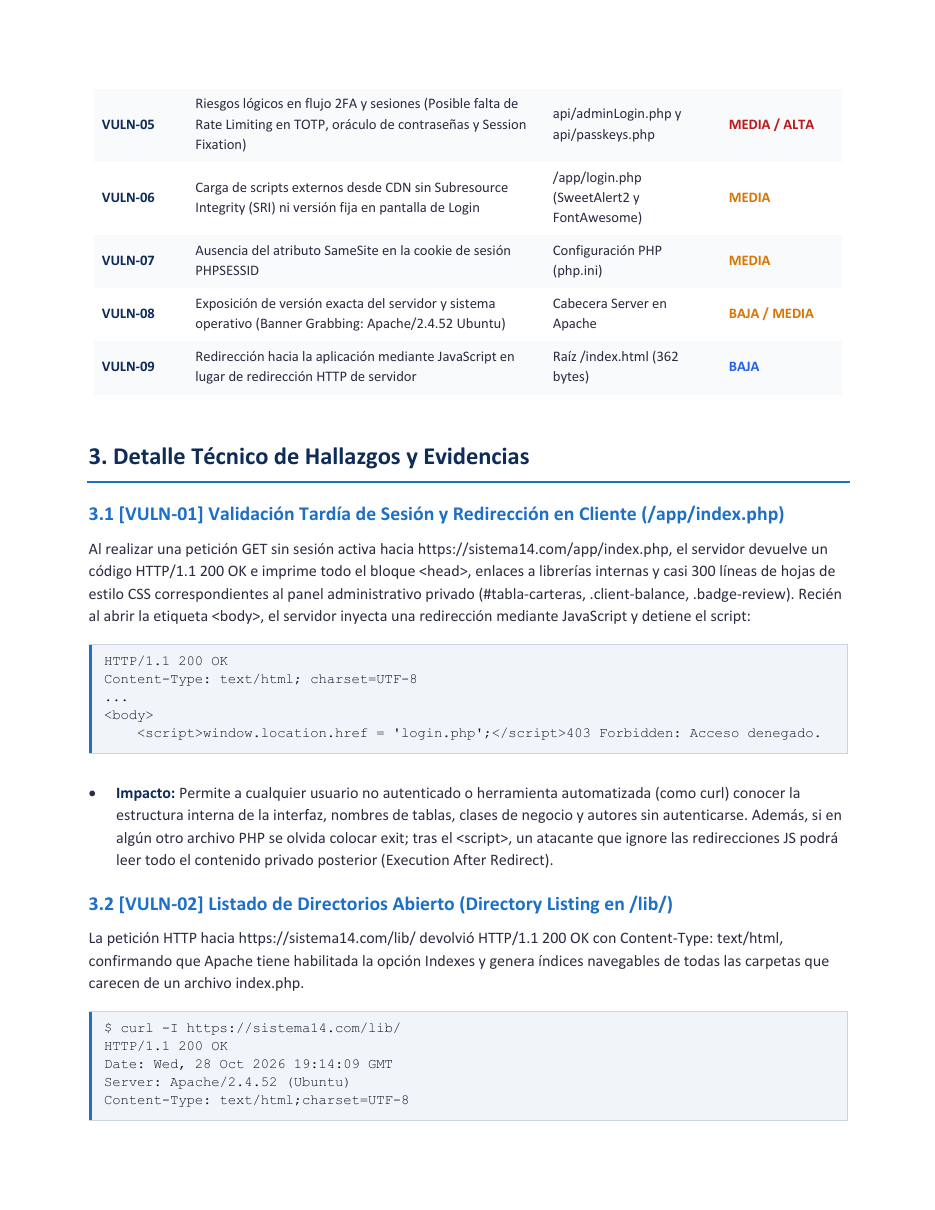 VULN-05
Riesgos lógicos en flujo 2FA y sesiones (Posible falta de
Rate Limiting en TOTP, oráculo de contraseñas y Session
Fixation)
api/adminLogin.php y
api/passkeys.php
MEDIA / ALTA
VULN-06
Carga de scripts externos desde CDN sin Subresource
Integrity (SRI) ni versión fija en pantalla de Login
/app/login.php
(SweetAlert2 y
FontAwesome)
MEDIA
VULN-07
Ausencia del atributo SameSite en la cookie de sesión
PHPSESSID
Configuración PHP
(php.ini)
MEDIA
VULN-08
Exposición de versión exacta del servidor y sistema
operativo (Banner Grabbing: Apache/2.4.52 Ubuntu)
Cabecera Server en
Apache
BAJA / MEDIA
VULN-09
Redirección hacia la aplicación mediante JavaScript en
lugar de redirección HTTP de servidor
Raíz /index.html (362
bytes)
BAJA
3. Detalle Técnico de Hallazgos y Evidencias
3.1 [VULN-01] Validación Tardía de Sesión y Redirección en Cliente (/app/index.php)
Al realizar una petición GET sin sesión activa hacia https://sistema14.com/app/index.php, el servidor devuelve un
código HTTP/1.1 200 OK e imprime todo el bloque <head>, enlaces a librerías internas y casi 300 líneas de hojas de
estilo CSS correspondientes al panel administrativo privado (#tabla-carteras, .client-balance, .badge-review). Recién
al abrir la etiqueta <body>, el servidor inyecta una redirección mediante JavaScript y detiene el script:
HTTP/1.1 200 OK
Content-Type: text/html; charset=UTF-8
...
<body>
    <script>window.location.href = 'login.php';</script>403 Forbidden: Acceso denegado.
• Impacto: Permite a cualquier usuario no autenticado o herramienta automatizada (como curl) conocer la
estructura interna de la interfaz, nombres de tablas, clases de negocio y autores sin autenticarse. Además, si en
algún otro archivo PHP se olvida colocar exit; tras el <script>, un atacante que ignore las redirecciones JS podrá
leer todo el contenido privado posterior (Execution After Redirect).
3.2 [VULN-02] Listado de Directorios Abierto (Directory Listing en /lib/)
La petición HTTP hacia https://sistema14.com/lib/ devolvió HTTP/1.1 200 OK con Content-Type: text/html,
confirmando que Apache tiene habilitada la opción Indexes y genera índices navegables de todas las carpetas que
carecen de un archivo index.php.
$ curl -I https://sistema14.com/lib/
HTTP/1.1 200 OK
Date: Wed, 28 Oct 2026 19:14:09 GMT
Server: Apache/2.4.52 (Ubuntu)
Content-Type: text/html;charset=UTF-8